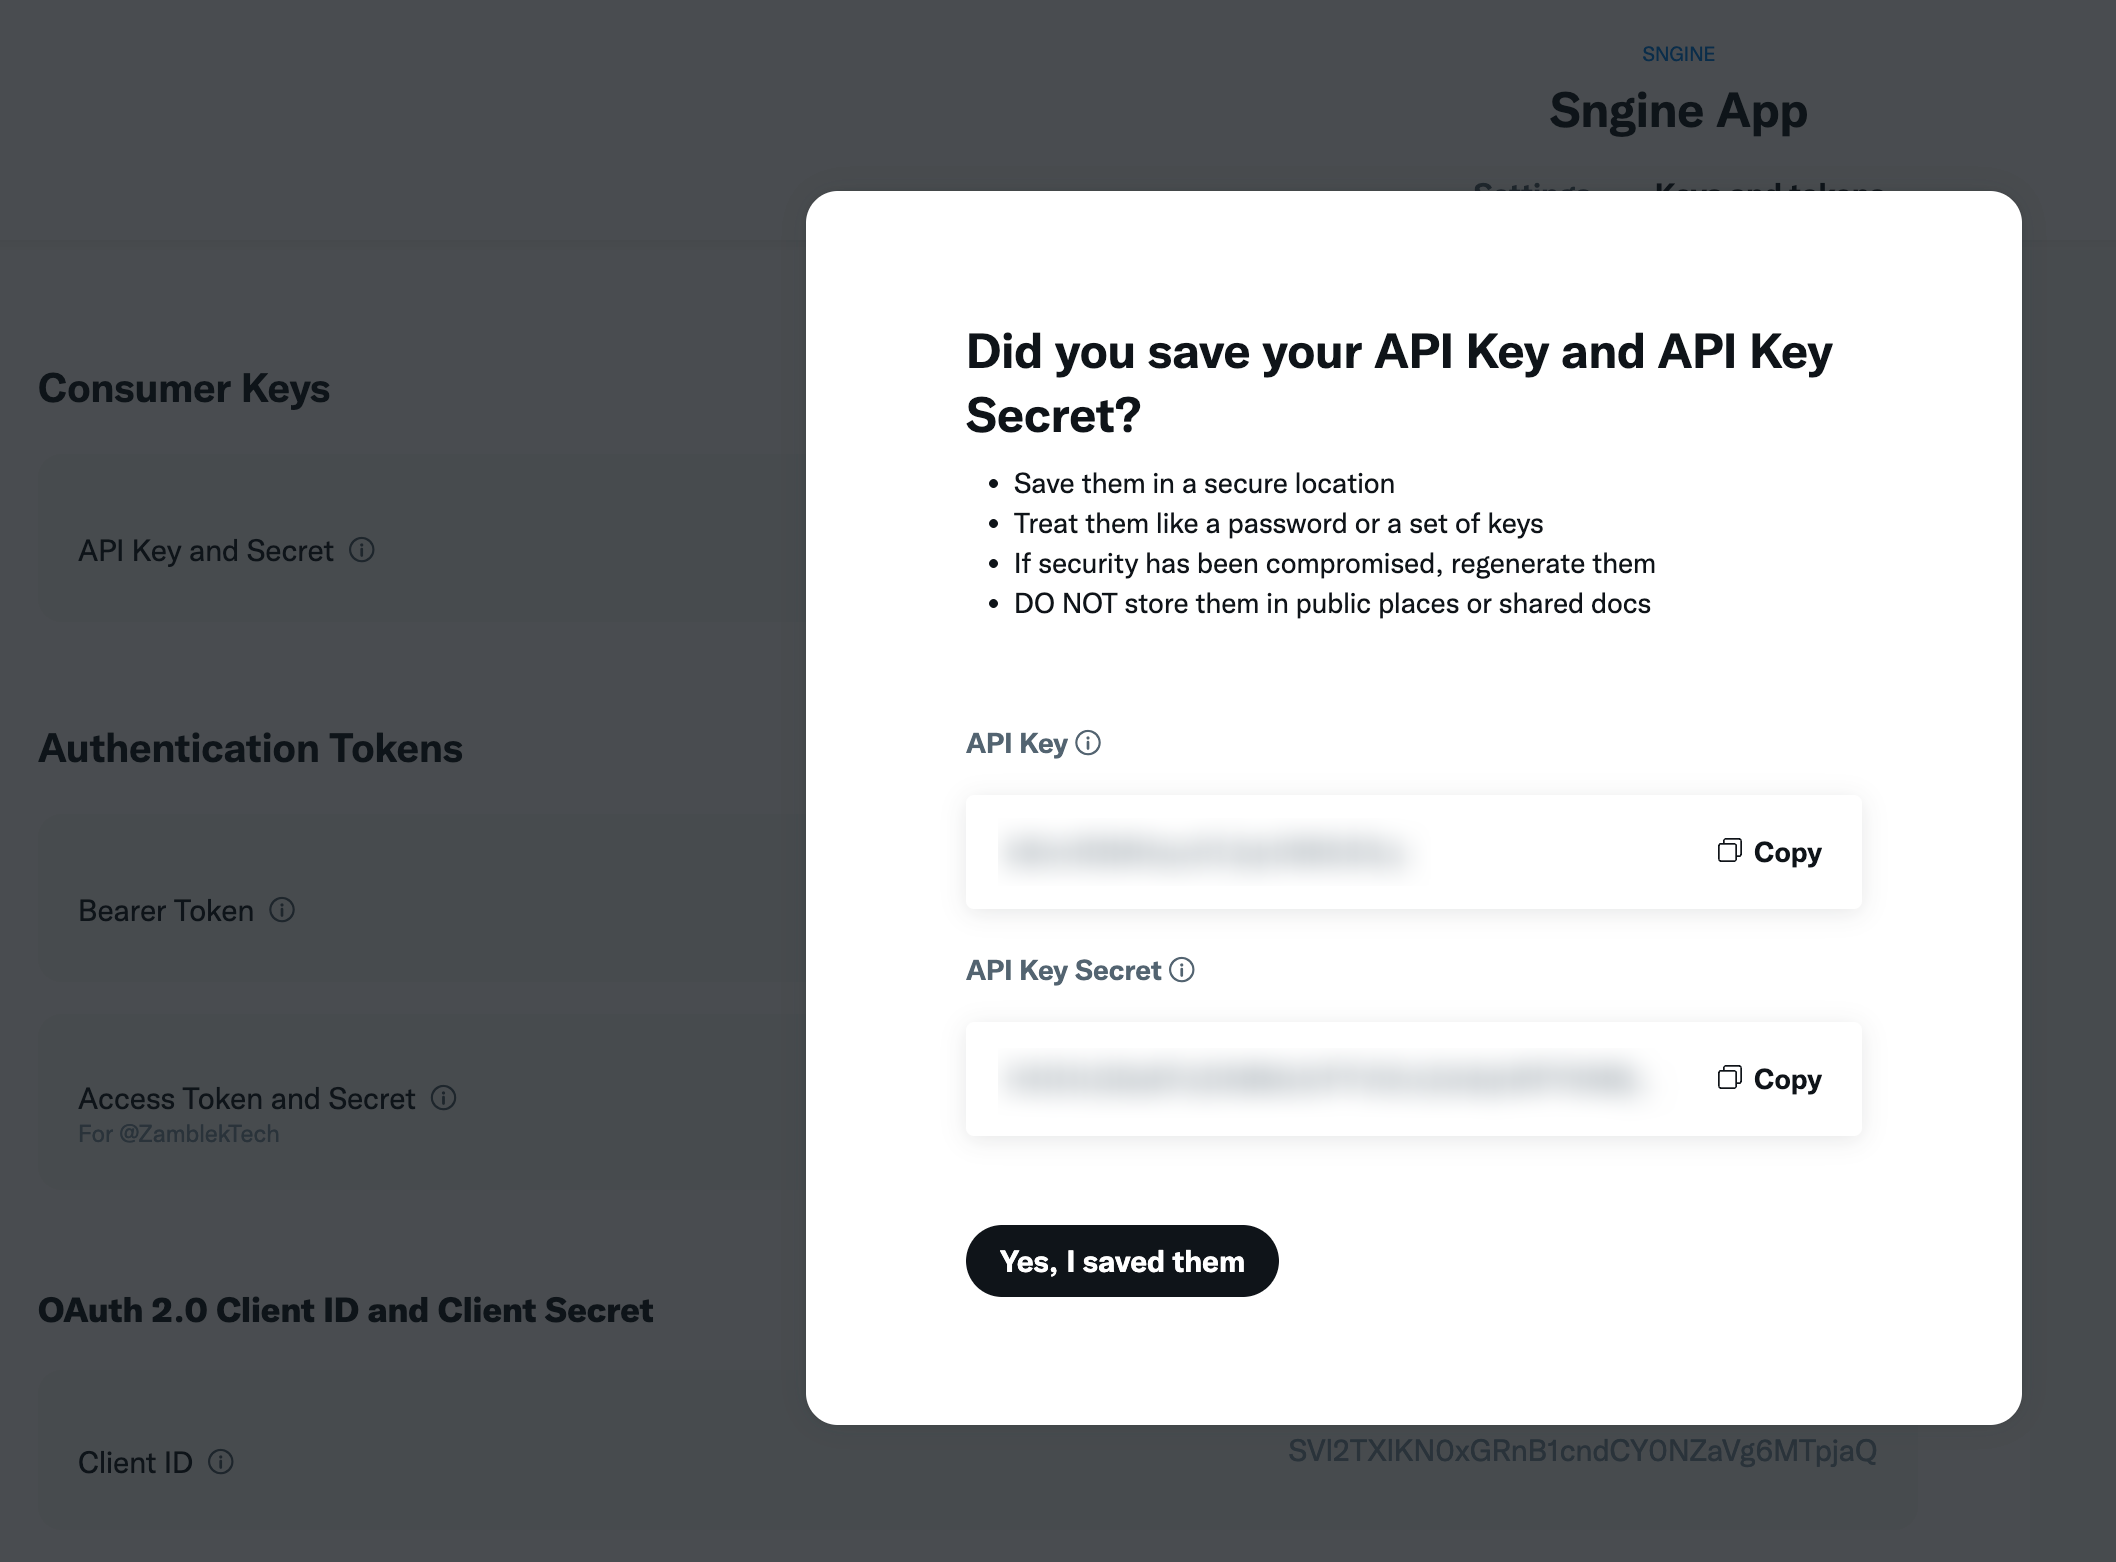 SNGINE
Sngine App
Settings Keys and tokens
Consumer Keys
API Key and Secret
Authentication Tokens
Bearer Token
Access Token and Secret
For @ZamblekTech
OAuth 2.0 Client ID and Client Secret
Client ID
SVl2TXlKN0xGRnB1cndCY0NZaVg6MTpjaQ
Did you save your API Key and API Key
Secret?
• Save them in a secure location
• Treat them like a password or a set of keys
• If security has been compromised, regenerate them
• DO NOT store them in public places or shared docs
API Key
Copy
API Key Secret
Copy
Yes, I saved them